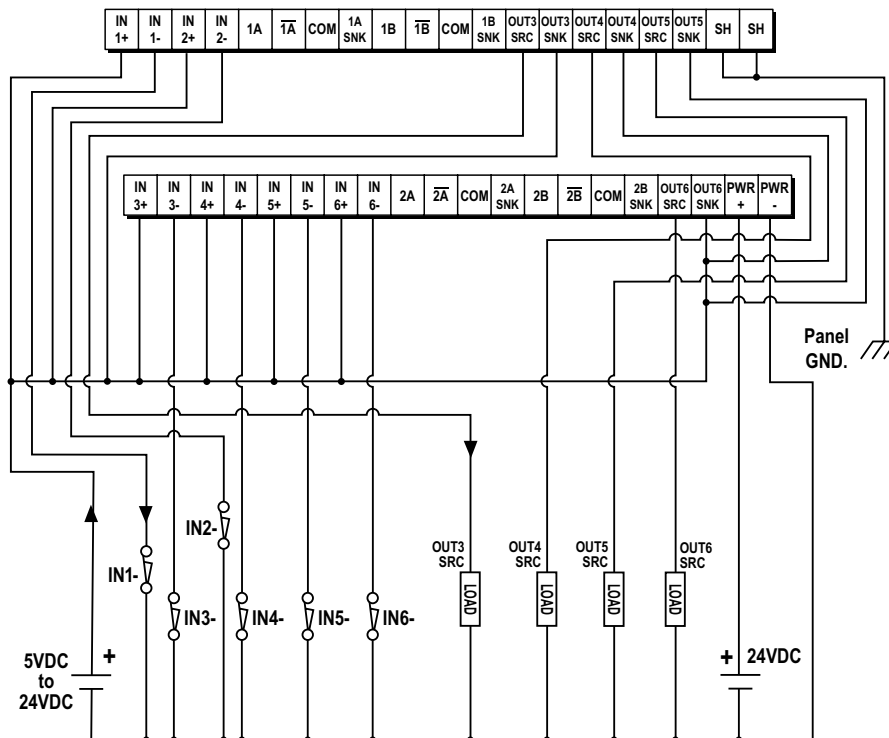 IN 1+ IN 1- IN 2+ IN 2- 1A 1A COM 1A SNK 1B 1B COM 1B SNK OUT3 SRC OUT3 SNK OUT4 SRC OUT4 SNK OUT5 SRC OUT5 SNK SH SH
IN 3+ IN 3- IN 4+ IN 4- IN 5+ IN 5- IN 6+ IN 6- 2A 2A COM 2A SNK 2B 2B COM 2B SNK OUT6 SRC OUT6 SNK PWR + PWR -
Panel
GND.
IN2-
IN1-
OUT3
SRC
OUT4
SRC
OUT5
SRC
OUT6
SRC
LOAD
LOAD
LOAD
LOAD
IN3-
IN4-
IN5-
IN6-
5VDC
to
24VDC
+
+
24VDC